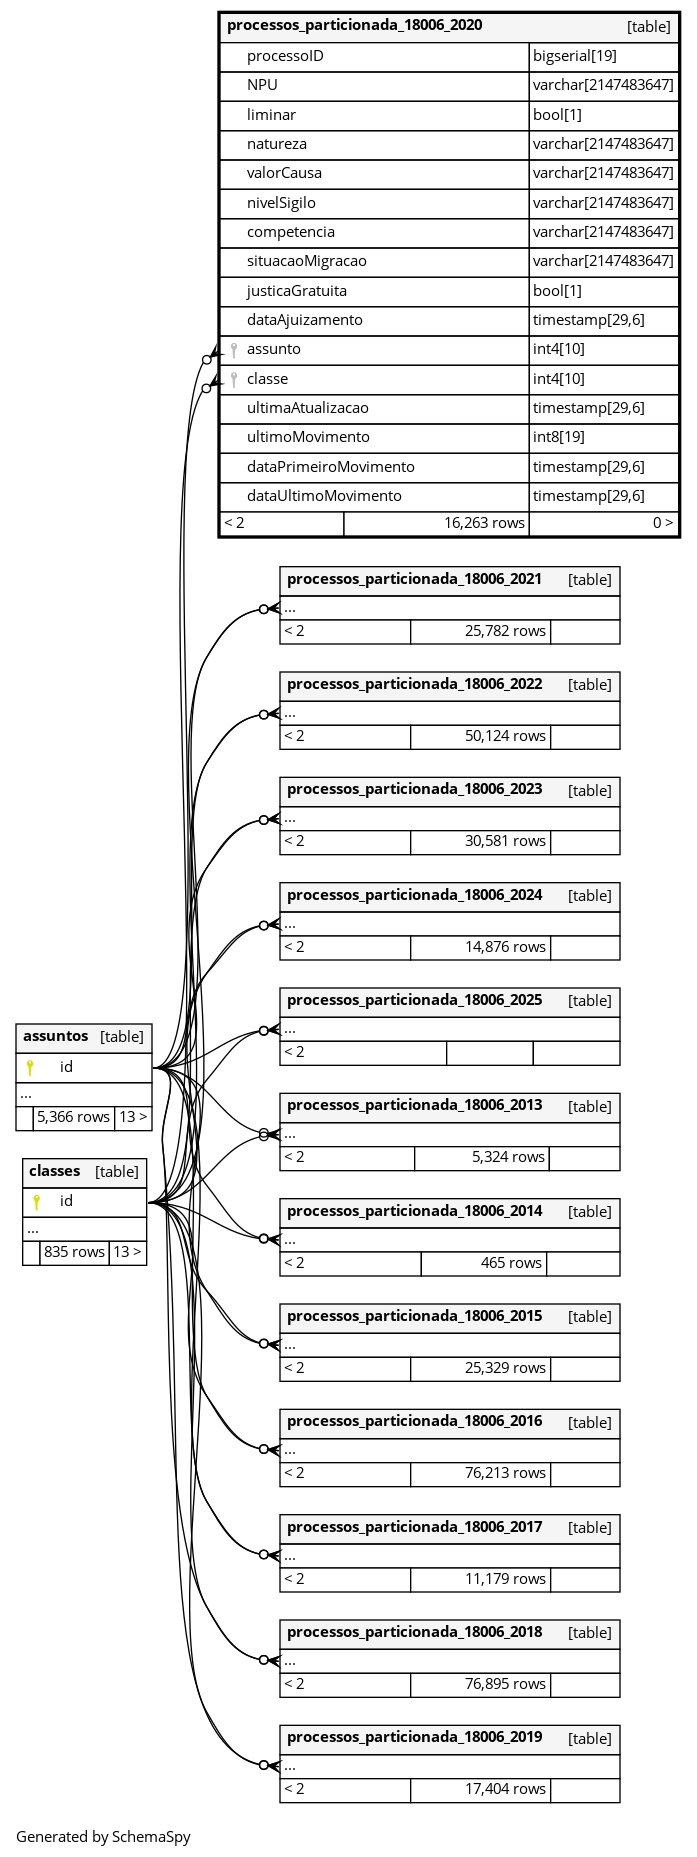 processos_particionada_18006_2020 [table]
processoID bigserial[19]
NPU varchar[2147483647]
liminar bool[1]
natureza varchar[2147483647]
valorCausa varchar[2147483647]
nivelSigilo varchar[2147483647]
competencia varchar[2147483647]
situacaoMigracao varchar[2147483647]
justicaGratuita bool[1]
dataAjuizamento timestamp[29,6]
assunto int4[10]
classe int4[10]
ultimaAtualizacao timestamp[29,6]
ultimoMovimento int8[19]
dataPrimeiroMovimento timestamp[29,6]
dataUltimoMovimento timestamp[29,6]
< 2 16,263 rows 0 >
processos_particionada_18006_2021 [table]
...
< 2 25,782 rows
processos_particionada_18006_2022 [table]
...
< 2 50,124 rows
processos_particionada_18006_2023 [table]
...
< 2 30,581 rows
processos_particionada_18006_2024 [table]
...
< 2 14,876 rows
processos_particionada_18006_2025 [table]
...
< 2
assuntos [table]
id
...
5,366 rows 13 >
processos_particionada_18006_2013 [table]
...
< 2 5,324 rows
classes [table]
id
...
835 rows 13 >
processos_particionada_18006_2014 [table]
...
< 2 465 rows
processos_particionada_18006_2015 [table]
...
< 2 25,329 rows
processos_particionada_18006_2016 [table]
...
< 2 76,213 rows
processos_particionada_18006_2017 [table]
...
< 2 11,179 rows
processos_particionada_18006_2018 [table]
...
< 2 76,895 rows
processos_particionada_18006_2019 [table]
...
< 2 17,404 rows
Generated by SchemaSpy